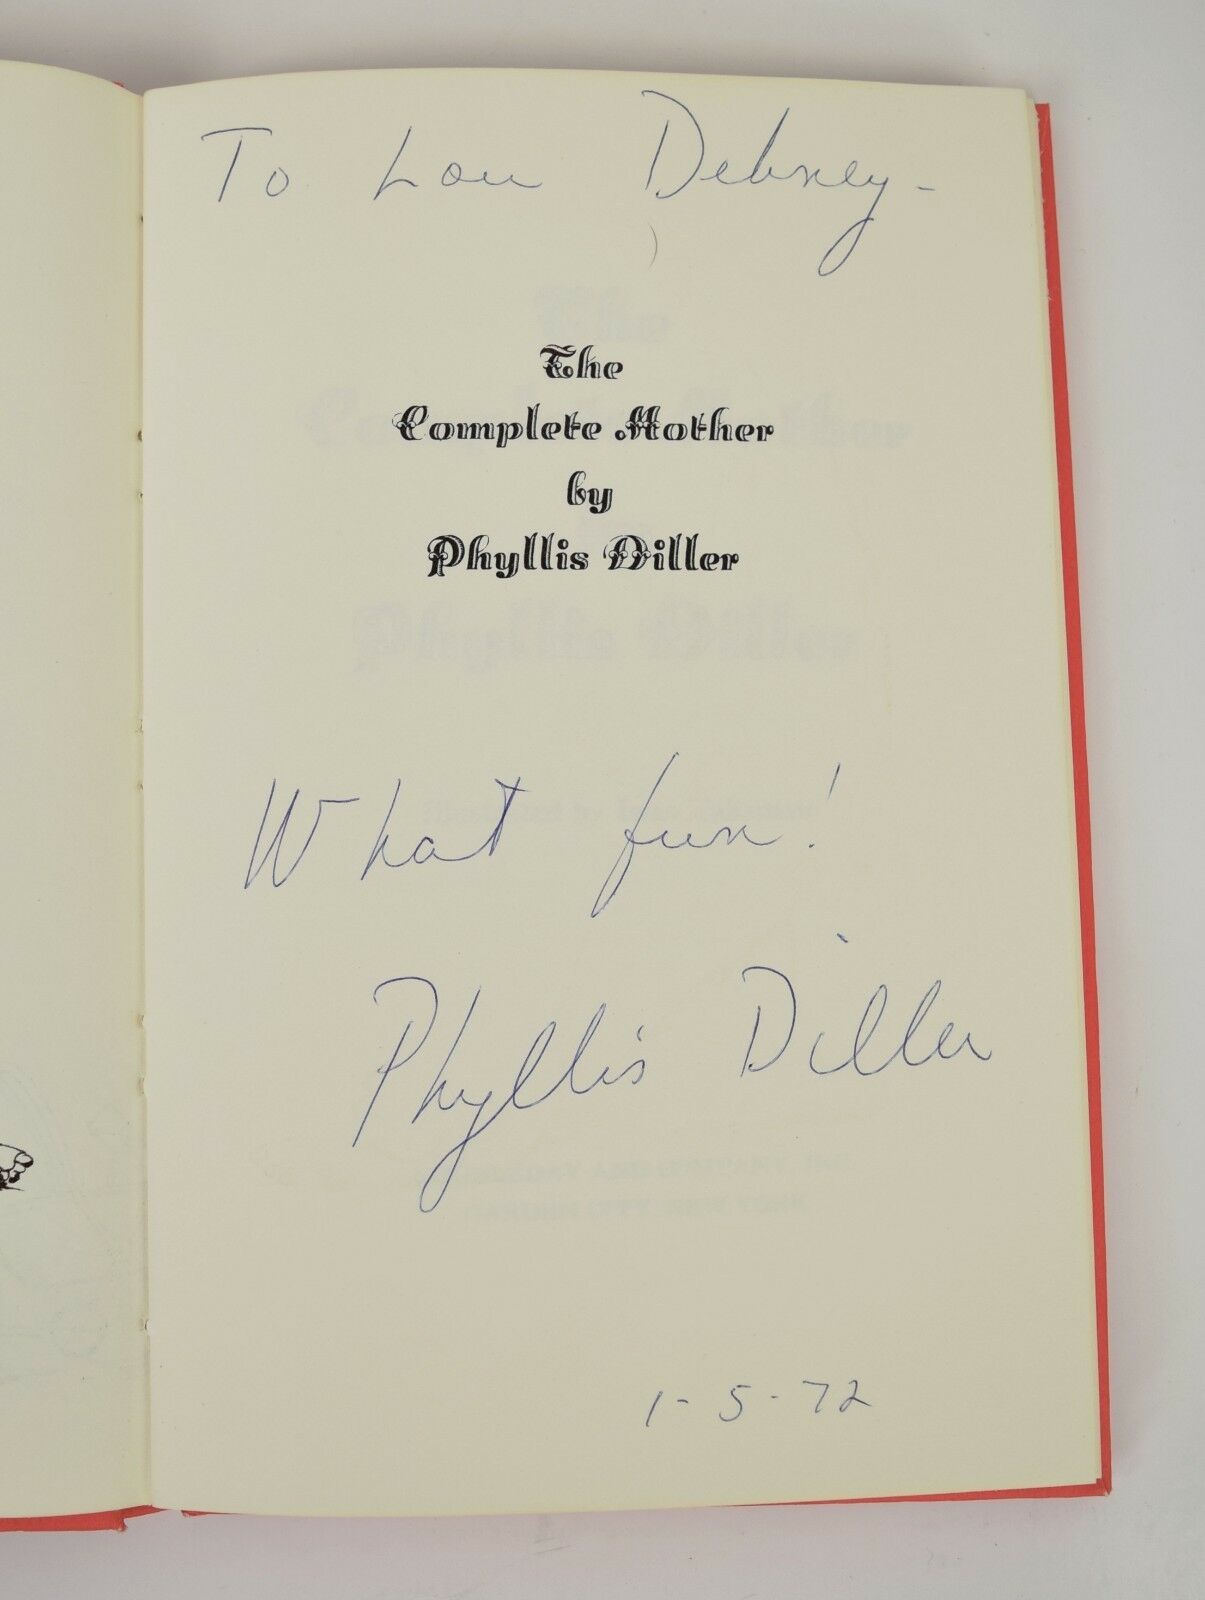 To Lou Debney-
The
Complete Mother
by
Phyllis Diller
What fun!
Phyllis Diller
1-5-72